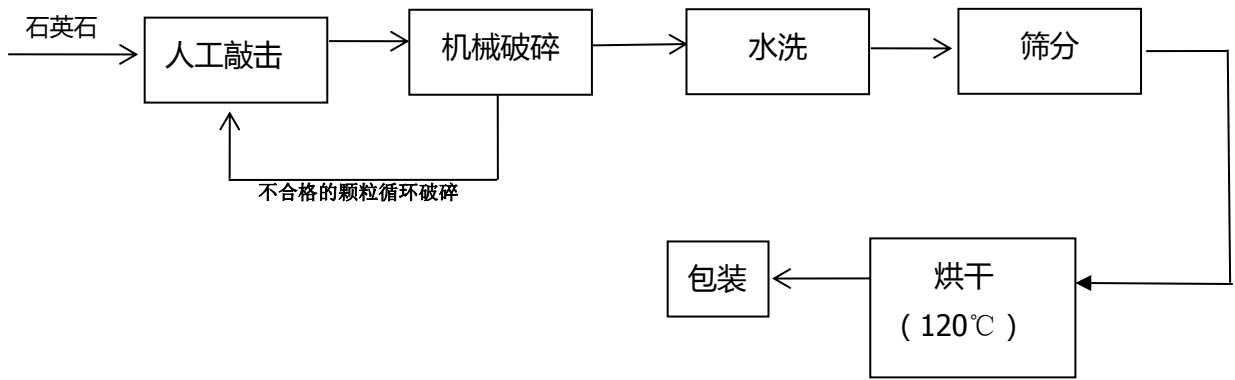 石英石
人工敲击
机械破碎
水洗
筛分
不合格的颗粒循环破碎
包装
烘干
（120℃）